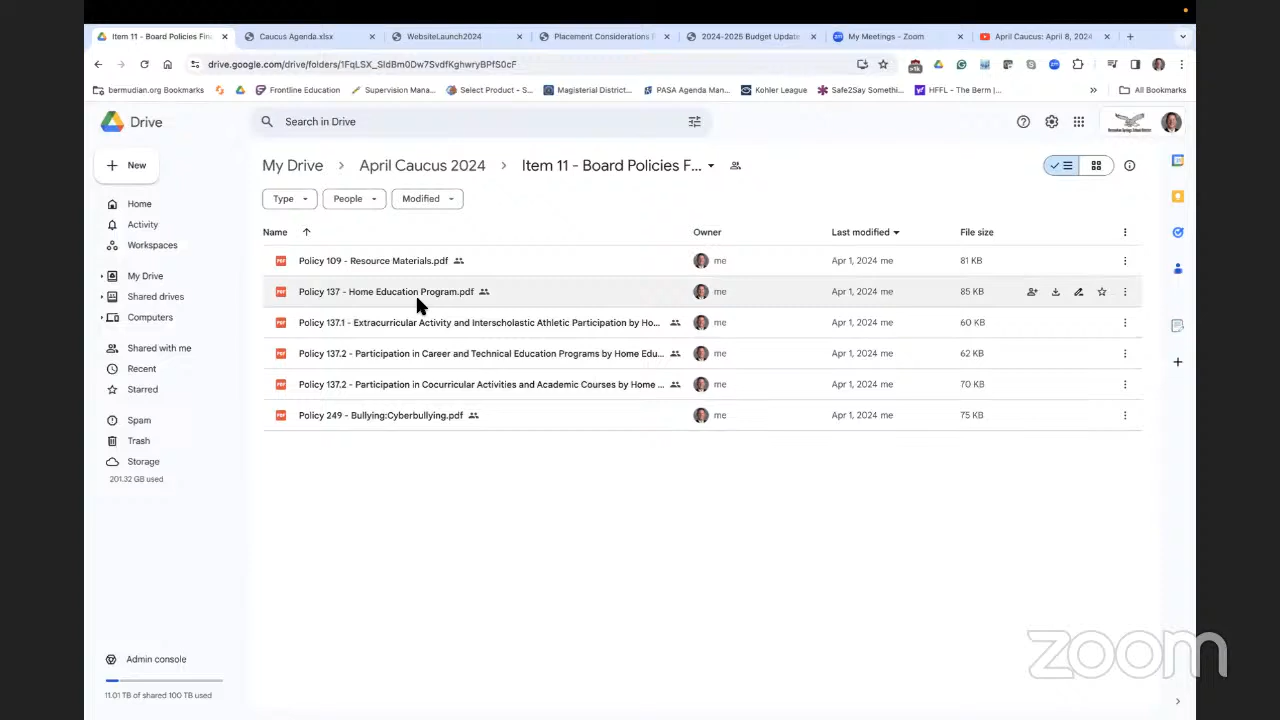 Item 11 - Board Policies Fin
Caucus Agenda.xlsx
WebsiteLaunch2024
Placement Considerations F
2024-2025 Budget Update
My Meetings - Zoom
April Caucus: April 8, 2024
drive.google.com/drive/folders/1FqLSX_SldBm0Dw7SvdfKghwryBPfS0cF
>1k
bermudian.org Bookmarks
Frontline Education
Supervision Mana...
Select Product - S...
Magisterial District...
PASA Agenda Man...
Kohler League
Safe2Say Somethi...
HFFL - The Berm |...
»
All Bookmarks
Drive
Search in Drive
New
My Drive
April Caucus 2024
Item 11 - Board Policies F...
Type
People
Modified
Home
Activity
Workspaces
My Drive
Shared drives
Computers
Shared with me
Recent
Starred
Spam
Trash
Storage
201.32 GB used
Name
Owner
Last modified
File size
PDF Policy 109 - Resource Materials.pdf me Apr 1, 2024 me 81 KB
PDF Policy 137 - Home Education Program.pdf me Apr 1, 2024 me 85 KB
PDF Policy 137.1 - Extracurricular Activity and Interscholastic Athletic Participation by Ho... me Apr 1, 2024 me 60 KB
PDF Policy 137.2 - Participation in Career and Technical Education Programs by Home Edu... me Apr 1, 2024 me 62 KB
PDF Policy 137.2 - Participation in Cocurricular Activities and Academic Courses by Home ... me Apr 1, 2024 me 70 KB
PDF Policy 249 - Bullying:Cyberbullying.pdf me Apr 1, 2024 me 75 KB
Admin console
11.01 TB of shared 100 TB used
zoom